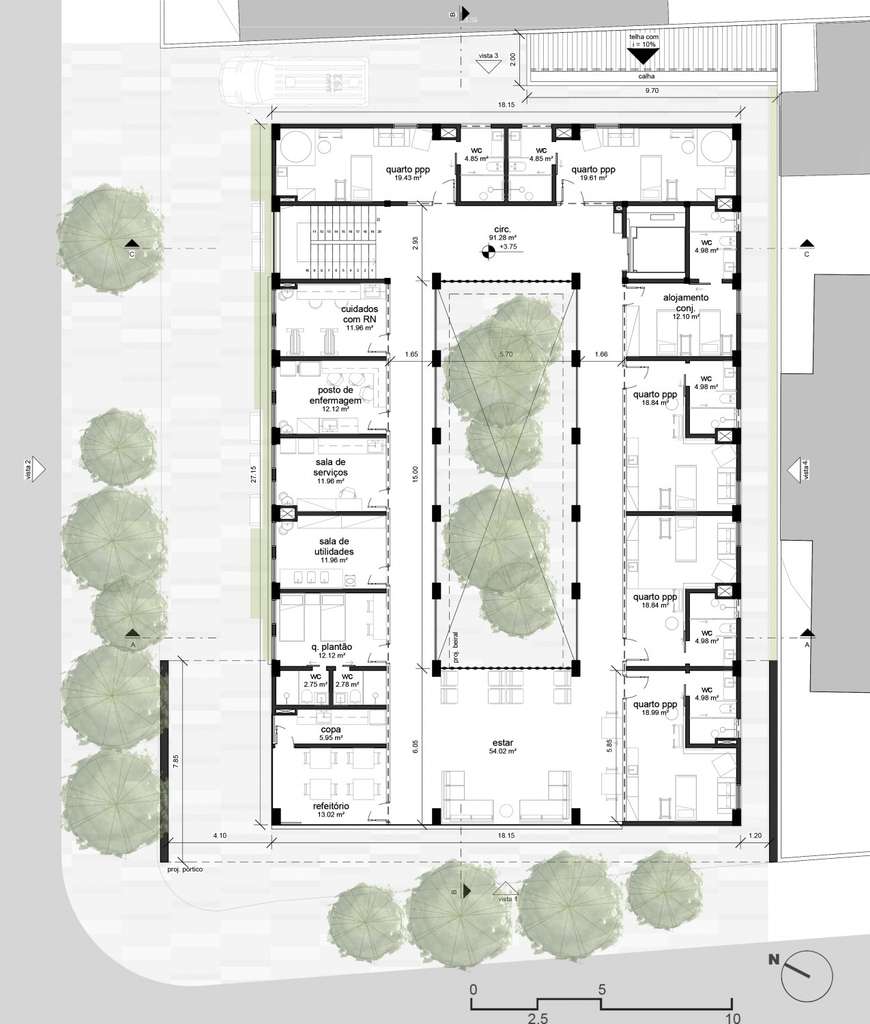 B
vista 3
2.00
telha com
i = 10%
calha
9.70
18.15
wc
4.85 m²
wc
4.85 m²
quarto ppp
19.43 m²
quarto ppp
19.61 m²
C
circ.
91.28 m²
+3.75
2.93
wc
4.98 m²
C
cuidados
com RN
11.96 m²
alojamento
conj.
12.10 m²
1.65
5.70
1.66
posto de
enfermagem
12.12 m²
quarto ppp
18.84 m²
wc
4.98 m²
vista 2
27.15
sala de
serviços
11.96 m²
15.00
vista 4
sala de
utilidades
11.96 m²
quarto ppp
18.84 m²
A
q. plantão
12.12 m²
proj. beiral
wc
4.98 m²
A
wc
2.75 m²
wc
2.78 m²
quarto ppp
18.99 m²
wc
4.98 m²
copa
5.95 m²
estar
54.02 m²
6.05
5.85
7.85
refeitório
13.02 m²
4.10
18.15
1.20
proj. pórtico
B
vista 1
N
0
5
2.5
10